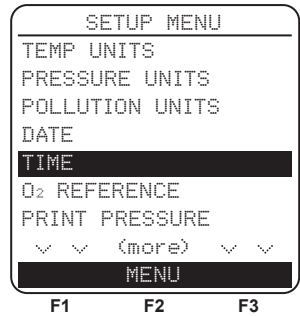 SETUP MENU
TEMP UNITS
PRESSURE UNITS
POLLUTION UNITS
DATE
TIME
O₂ REFERENCE
PRINT PRESSURE
(more)
MENU
F1 F2 F3